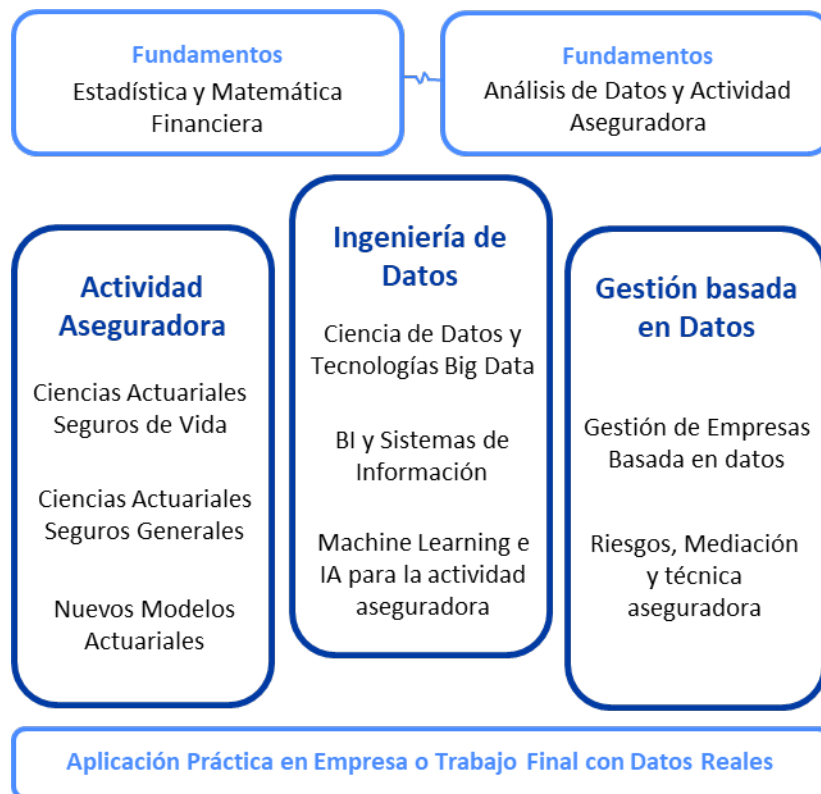 Fundamentos
Estadística y Matemática
Financiera
Fundamentos
Análisis de Datos y Actividad
Aseguradora
Actividad
Aseguradora
Ciencias Actuariales
Seguros de Vida
Ciencias Actuariales
Seguros Generales
Nuevos Modelos
Actuariales
Ingeniería de
Datos
Ciencia de Datos y
Tecnologías Big Data
BI y Sistemas de
Información
Machine Learning e
IA para la actividad
aseguradora
Gestión basada
en Datos
Gestión de Empresas
Basada en datos
Riesgos, Mediación
y técnica
aseguradora
Aplicación Práctica en Empresa o Trabajo Final con Datos Reales